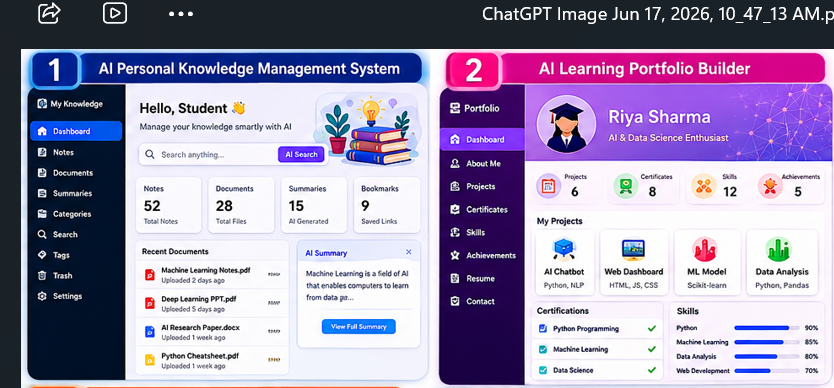 ChatGPT Image Jun 17, 2026, 10_47_13 AM.p
1
AI Personal Knowledge Management System
My Knowledge
Dashboard
Notes
Documents
Summaries
Categories
Search
Tags
Trash
Settings
Hello, Student 👋
Manage your knowledge smartly with AI
Search anything...
AI Search
Notes
52
Total Notes
Documents
28
Total Files
Summaries
15
AI Generated
Bookmarks
9
Saved Links
Recent Documents
Machine Learning Notes.pdf
Uploaded 2 days ago
Deep Learning PPT.pdf
Uploaded 5 days ago
AI Research Paper.docx
Uploaded 1 week ago
Python Cheatsheet.pdf
Uploaded 1 week ago
AI Summary
Machine Learning is a field of AI
that enables computers to learn
from data
View Full Summary
2
AI Learning Portfolio Builder
Portfolio
Dashboard
About Me
Projects
Certificates
Skills
Achievements
Resume
Contact
Riya Sharma
AI & Data Science Enthusiast
Projects
6
Certificates
8
Skills
12
Achievements
5
My Projects
AI Chatbot
Python, NLP
Web Dashboard
HTML, JS, CSS
ML Model
Scikit-learn
Data Analysis
Python, Pandas
Certifications
Python Programming
Machine Learning
Data Science
Skills
Python 90%
Machine Learning 85%
Data Analysis 80%
Web Development 70%